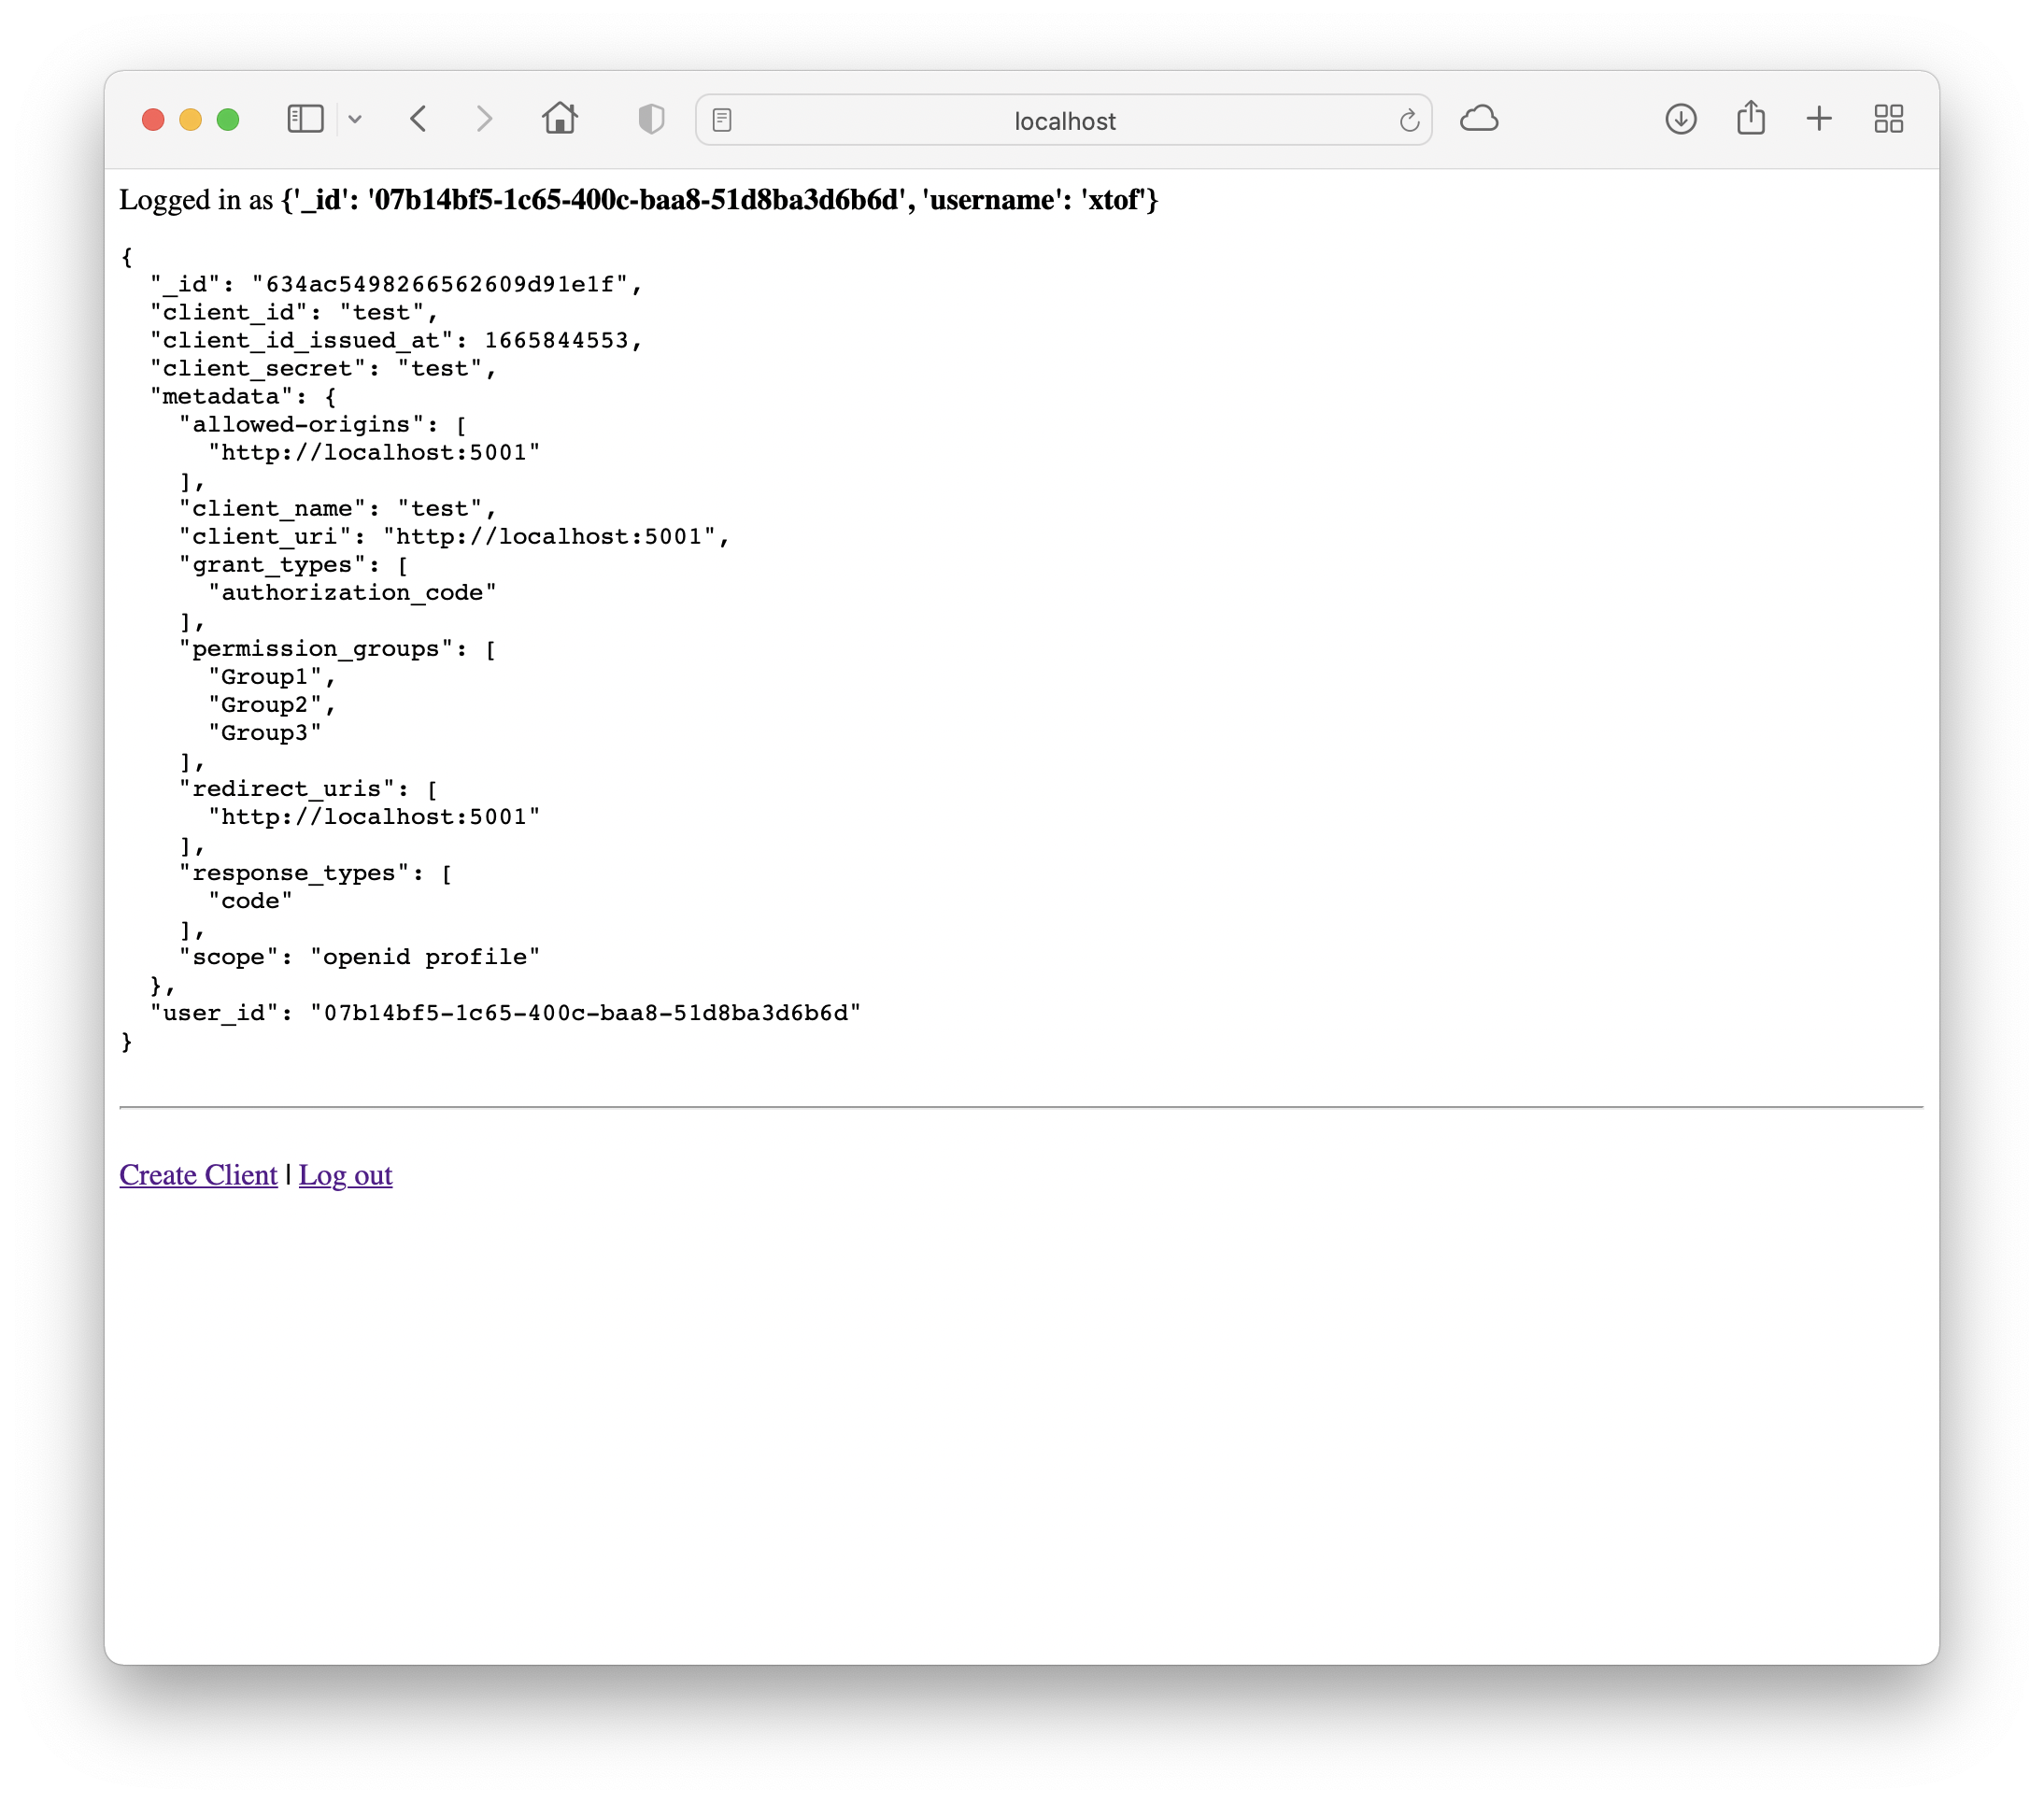 localhost
Logged in as {'_id': '07b14bf5-1c65-400c-baa8-51d8ba3d6b6d', 'username': 'xtof'}
{
  "_id": "634ac5498266562609d91e1f",
  "client_id": "test",
  "client_id_issued_at": 1665844553,
  "client_secret": "test",
  "metadata": {
    "allowed-origins": [
      "http://localhost:5001"
    ],
    "client_name": "test",
    "client_uri": "http://localhost:5001",
    "grant_types": [
      "authorization_code"
    ],
    "permission_groups": [
      "Group1",
      "Group2",
      "Group3"
    ],
    "redirect_uris": [
      "http://localhost:5001"
    ],
    "response_types": [
      "code"
    ],
    "scope": "openid profile"
  },
  "user_id": "07b14bf5-1c65-400c-baa8-51d8ba3d6b6d"
}
Create Client | Log out